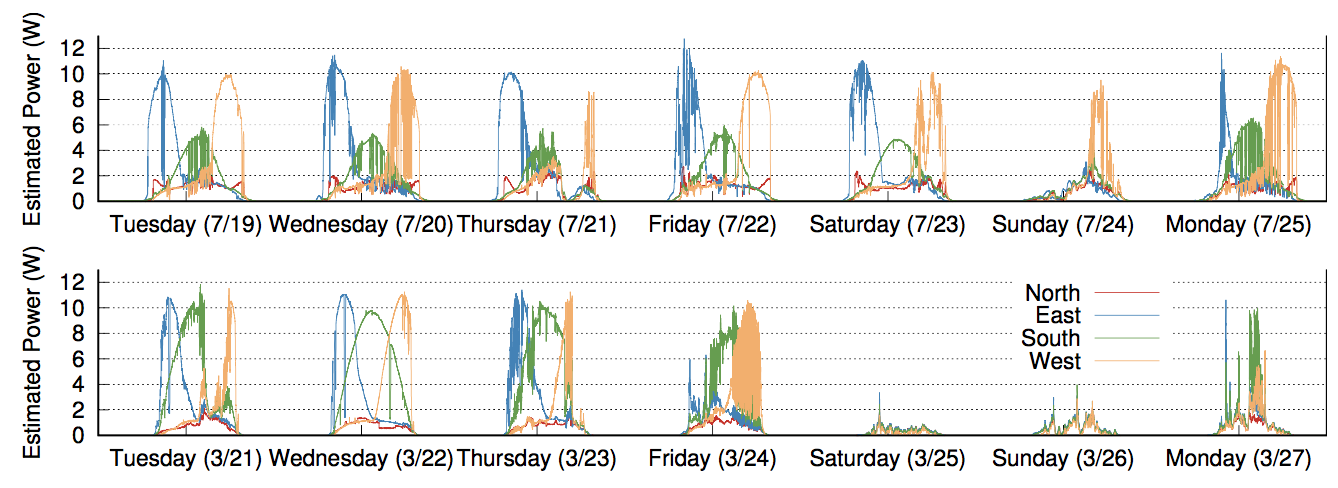 Estimated Power (W)
12
10
8
6
4
2
0
Tuesday (7/19) Wednesday (7/20) Thursday (7/21) Friday (7/22) Saturday (7/23) Sunday (7/24) Monday (7/25)
Estimated Power (W)
12
10
8
6
4
2
0
North
East
South
West
Tuesday (3/21) Wednesday (3/22) Thursday (3/23) Friday (3/24) Saturday (3/25) Sunday (3/26) Monday (3/27)